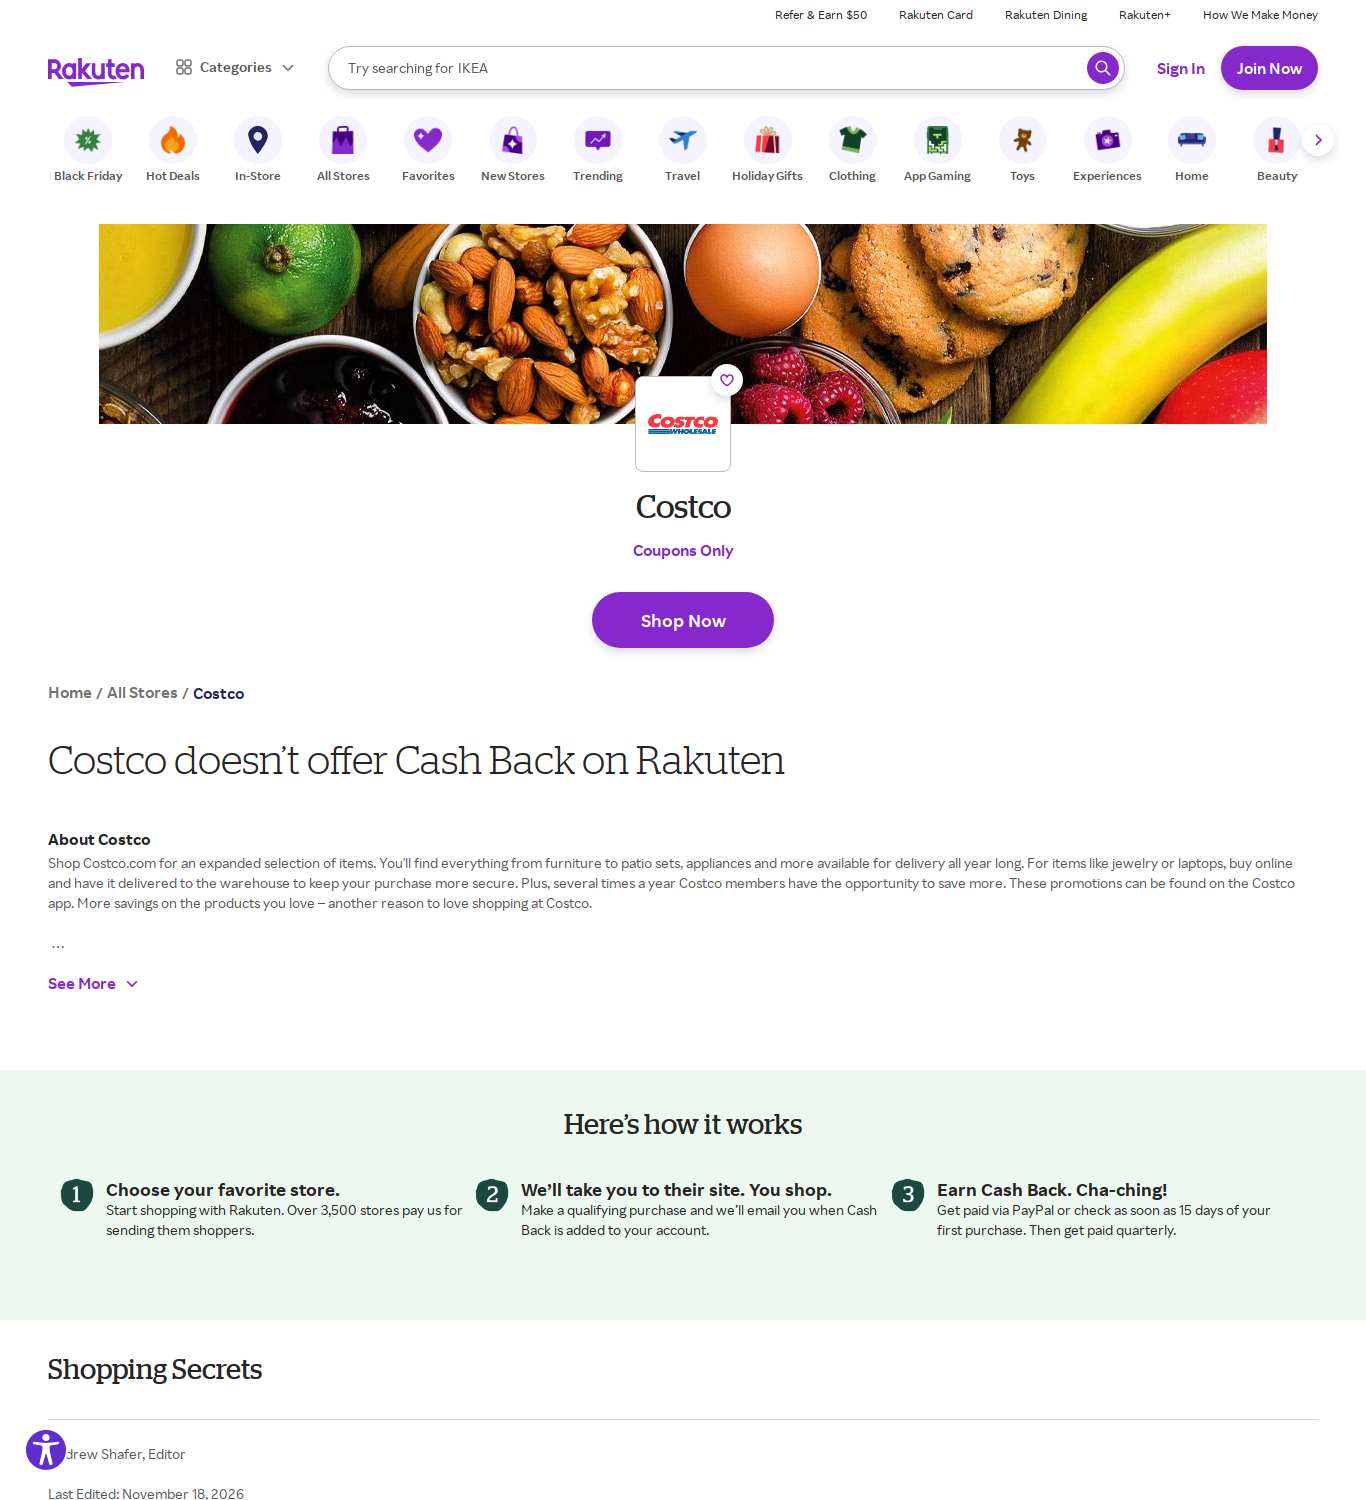 Refer & Earn $50
Rakuten Card
Rakuten Dining
Rakuten+
How We Make Money
Rakuten
Categories
Try searching for IKEA
Sign In
Join Now
Black Friday
Hot Deals
In-Store
All Stores
Favorites
New Stores
Trending
Travel
Holiday Gifts
Clothing
App Gaming
Toys
Experiences
Home
Beauty
COSTCO
WHOLESALE
Costco
Coupons Only
Shop Now
Home / All Stores / Costco
Costco doesn’t offer Cash Back on Rakuten
About Costco
Shop Costco.com for an expanded selection of items. You'll find everything from furniture to patio sets, appliances and more available for delivery all year long. For items like jewelry or laptops, buy online
and have it delivered to the warehouse to keep your purchase more secure. Plus, several times a year Costco members have the opportunity to save more. These promotions can be found on the Costco
app. More savings on the products you love – another reason to love shopping at Costco.
...
See More
Here’s how it works
1
Choose your favorite store.
Start shopping with Rakuten. Over 3,500 stores pay us for
sending them shoppers.
2
We’ll take you to their site. You shop.
Make a qualifying purchase and we’ll email you when Cash
Back is added to your account.
3
Earn Cash Back. Cha-ching!
Get paid via PayPal or check as soon as 15 days of your
first purchase. Then get paid quarterly.
Shopping Secrets
drew Shafer, Editor
Last Edited: November 18, 2026